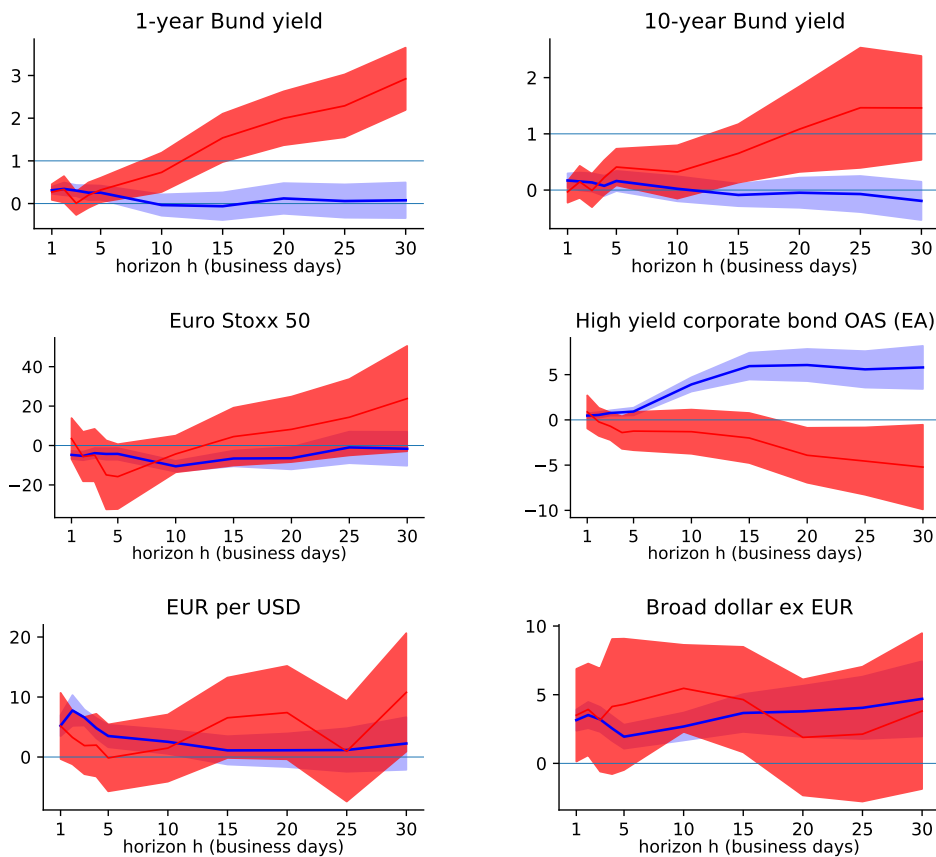 1-year Bund yield
3
2
1
0
1 5 10 15 20 25 30
horizon h (business days)
10-year Bund yield
2
1
0
1 5 10 15 20 25 30
horizon h (business days)
Euro Stoxx 50
40
20
0
−20
1 5 10 15 20 25 30
horizon h (business days)
High yield corporate bond OAS (EA)
5
0
−5
−10
1 5 10 15 20 25 30
horizon h (business days)
EUR per USD
20
10
0
1 5 10 15 20 25 30
horizon h (business days)
Broad dollar ex EUR
10
5
0
1 5 10 15 20 25 30
horizon h (business days)